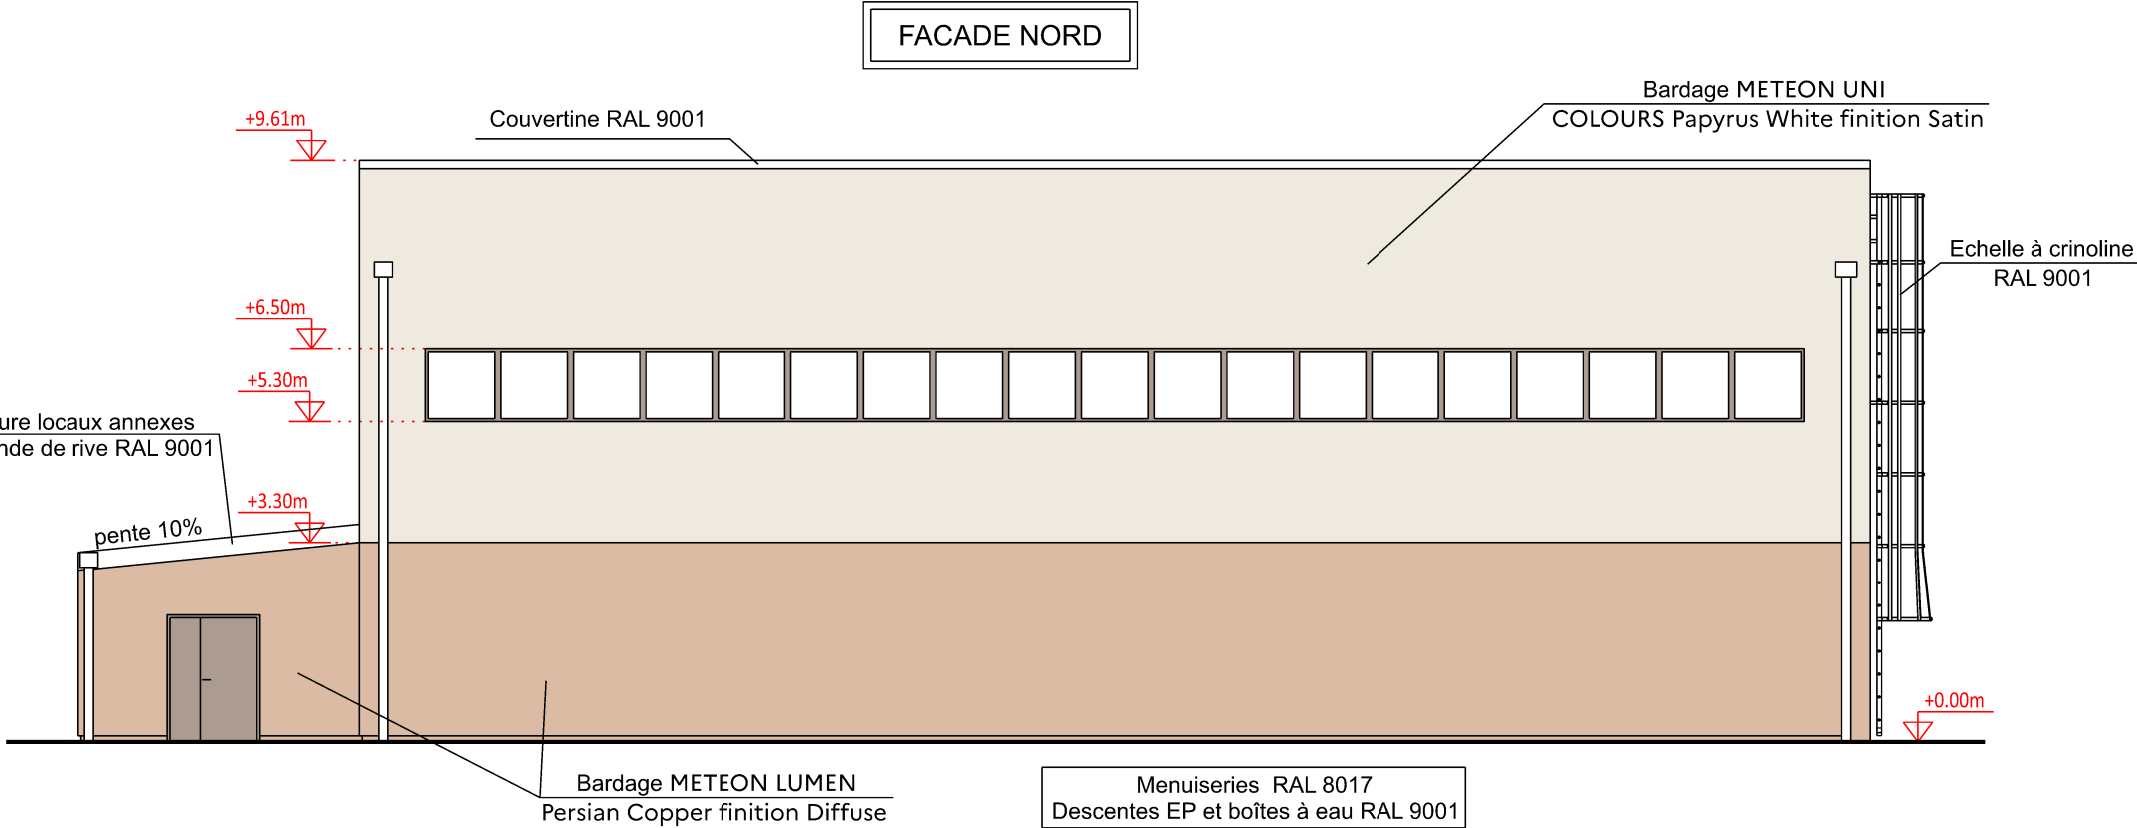 FACADE NORD
Bardage METEON UNI
COLOURS Papyrus White finition Satin
Couvertine RAL 9001
+9.61m
Echelle à crinoline
RAL 9001
+6.50m
+5.30m
ure locaux annexes
nde de rive RAL 9001
+3.30m
pente 10%
+0.00m
Bardage METEON LUMEN
Persian Copper finition Diffuse
Menuiseries RAL 8017
Descentes EP et boîtes à eau RAL 9001